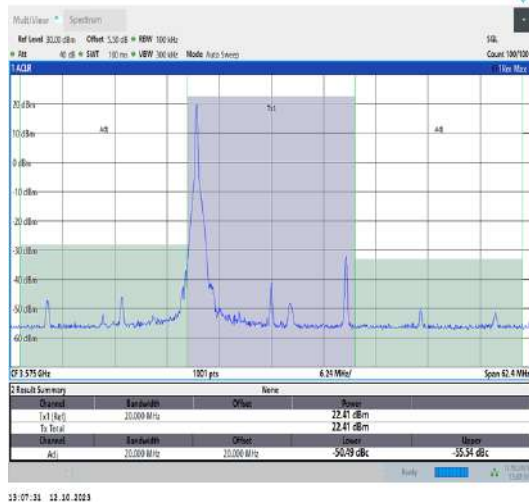 MultiView Spectrum
Ref Level 30.00 dBm Offset 5.50 dB RBW 100 kHz SGL
Att 40 dB SWT 100 ms VBW 300 kHz Mode Auto Sweep Count 100/100
1 ACLR 1Rm Max
Tx1
20 dBm
Adj Adj
10 dBm
0 dBm
-10 dBm
-20 dBm
-30 dBm
-40 dBm
-50 dBm
-60 dBm
CF 3.575 GHz 1001 pts 6.24 MHz/ Span 62.4 MHz
2 Result Summary None
Channel Bandwidth Offset Power
Tx1 (Ref) 20.000 MHz 22.41 dBm
Tx Total 22.41 dBm
Channel Bandwidth Offset Lower Upper
Adj 20.000 MHz 20.000 MHz -50.49 dBc -55.54 dBc
Ready
13:07:31 12.10.2023